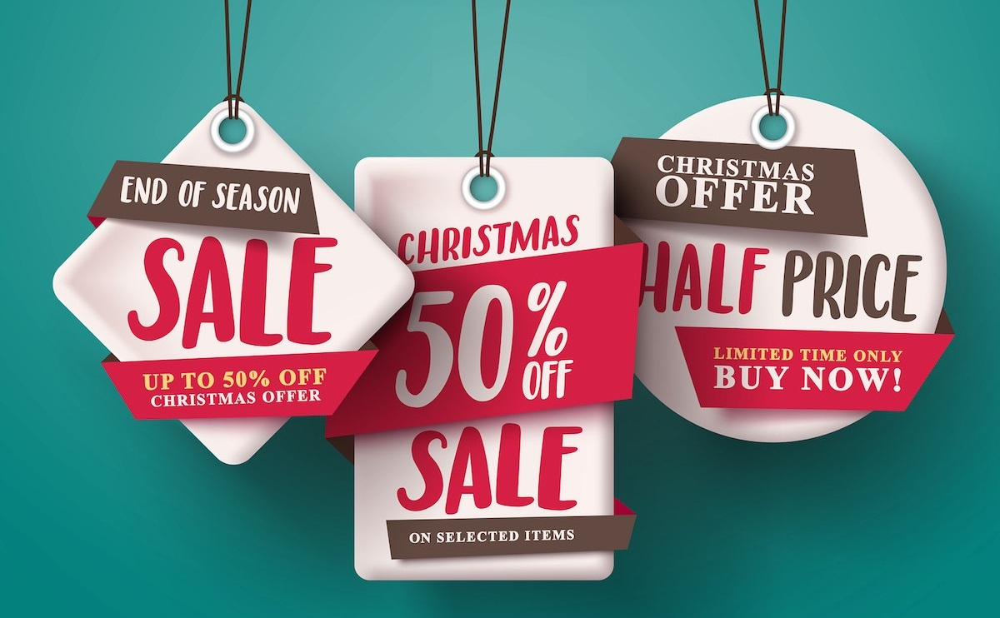 END OF SEASON
SALE
UP TO 50% OFF
CHRISTMAS OFFER
CHRISTMAS
50% OFF
SALE
ON SELECTED ITEMS
CHRISTMAS
OFFER
HALF PRICE
LIMITED TIME ONLY
BUY NOW!